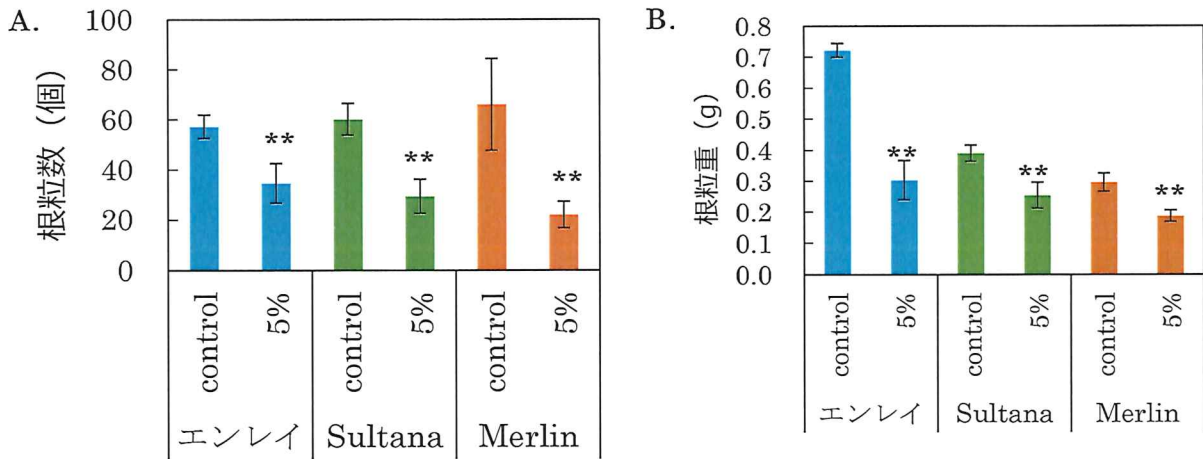 A.
根粒数 (個)
100
80
60
40
20
0
**
**
**
control
5%
control
5%
control
5%
エンレイ
Sultana
Merlin
B.
根粒重 (g)
0.8
0.7
0.6
0.5
0.4
0.3
0.2
0.1
0.0
**
**
**
control
5%
control
5%
control
5%
エンレイ
Sultana
Merlin